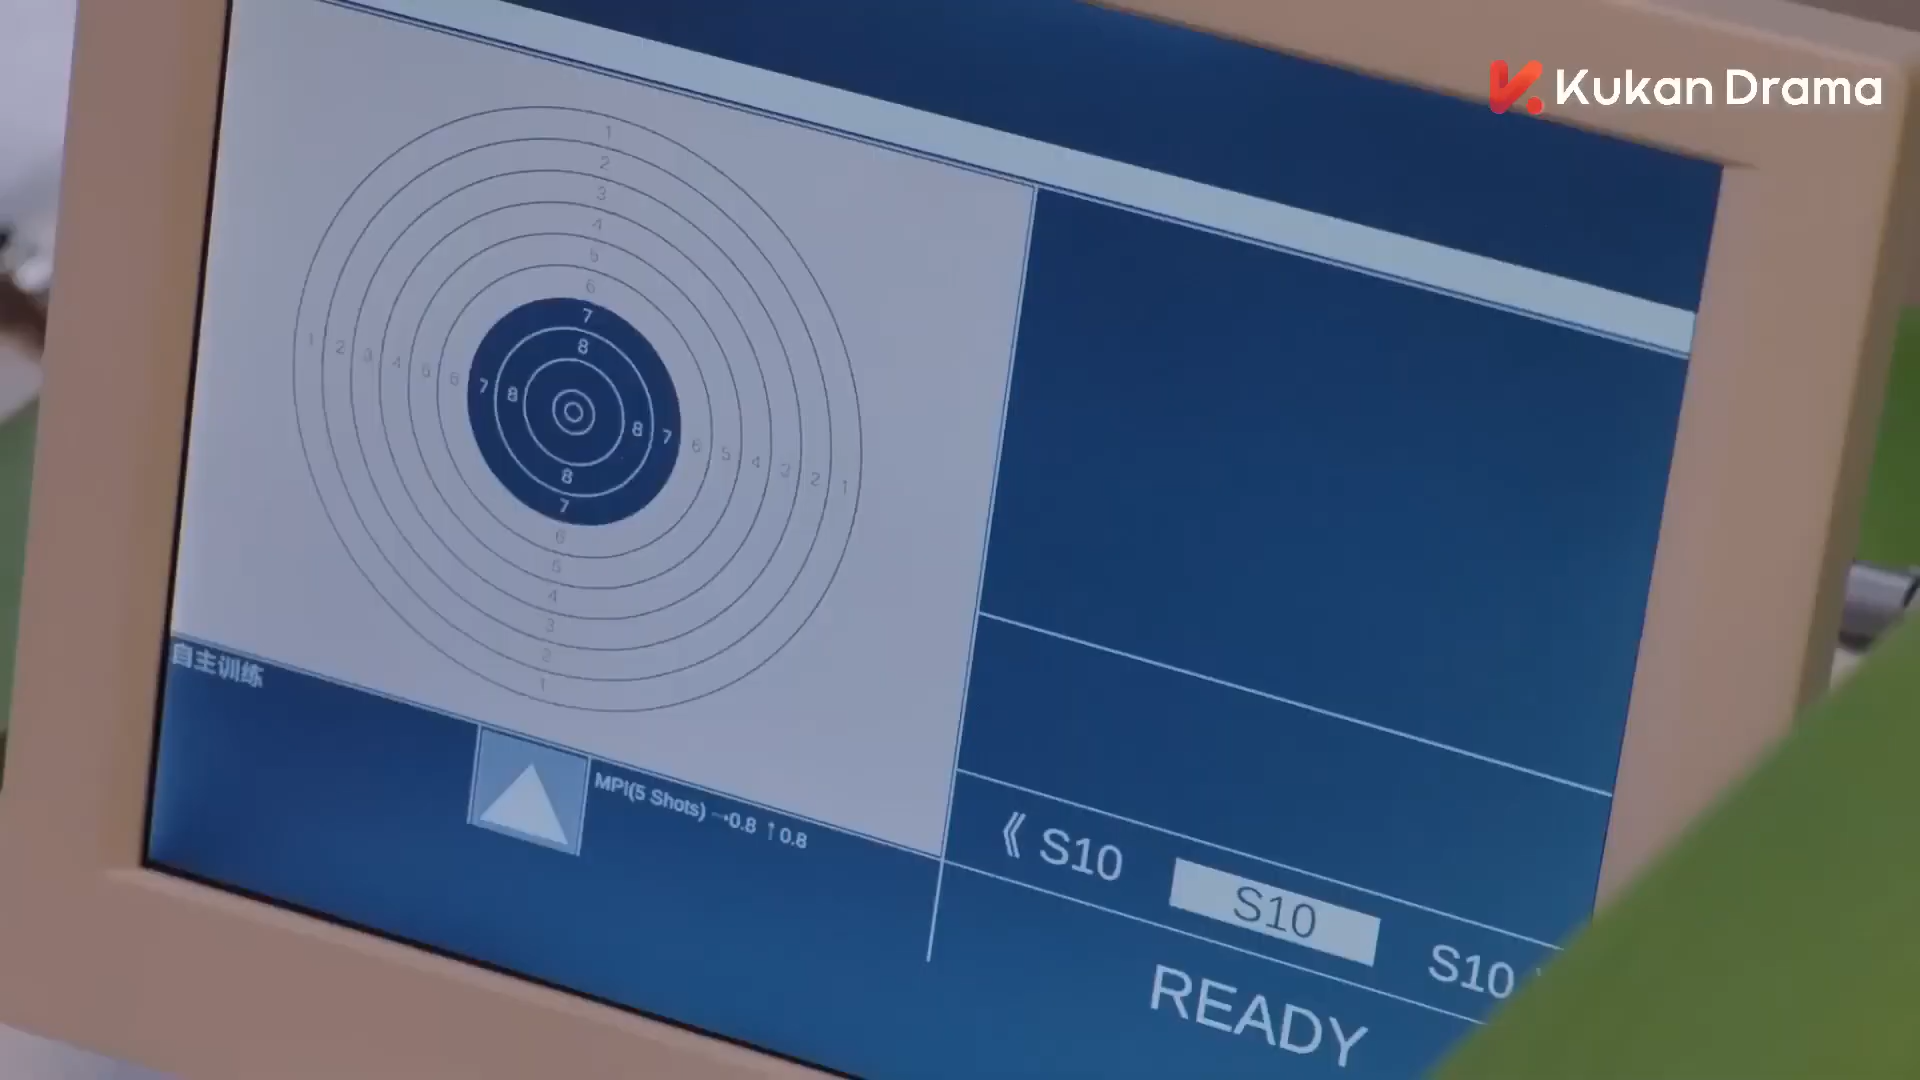 Kukan Drama
1
2
3
4
5
6
7
8
1 2 3 4 5 6 7 8
8 7 6 5 4 3 2 1
8
7
6
5
4
3
2
1
自主训练
MPI(5 Shots) →0.8 ↑0.8
《 S10
S10
S10
READY